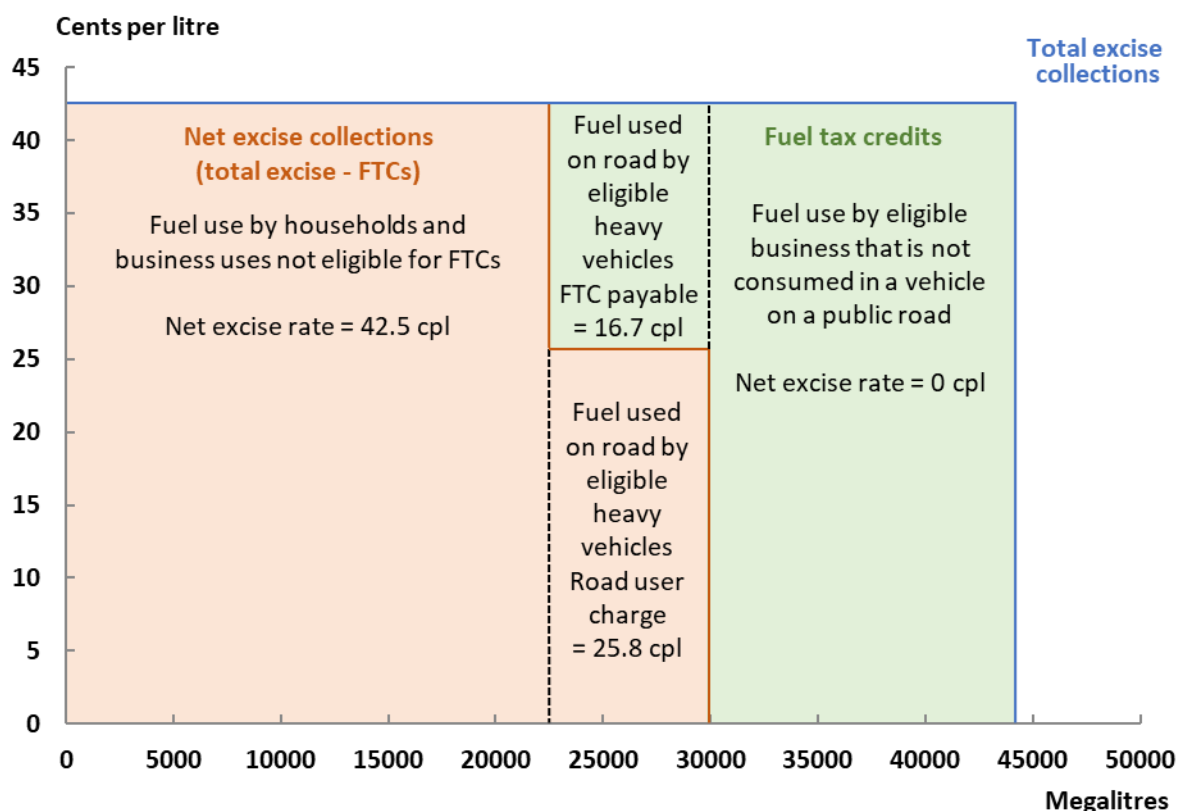 Cents per litre
Total excise
collections
45
40
35
30
25
20
15
10
5
0
Net excise collections
(total excise - FTCs)
Fuel use by households and
business uses not eligible for FTCs
Net excise rate = 42.5 cpl
Fuel used
on road by
eligible
heavy
vehicles
FTC payable
= 16.7 cpl
Fuel used
on road by
eligible
heavy
vehicles
Road user
charge
= 25.8 cpl
Fuel tax credits
Fuel use by eligible
business that is not
consumed in a vehicle
on a public road
Net excise rate = 0 cpl
0 5000 10000 15000 20000 25000 30000 35000 40000 45000 50000
Megalitres